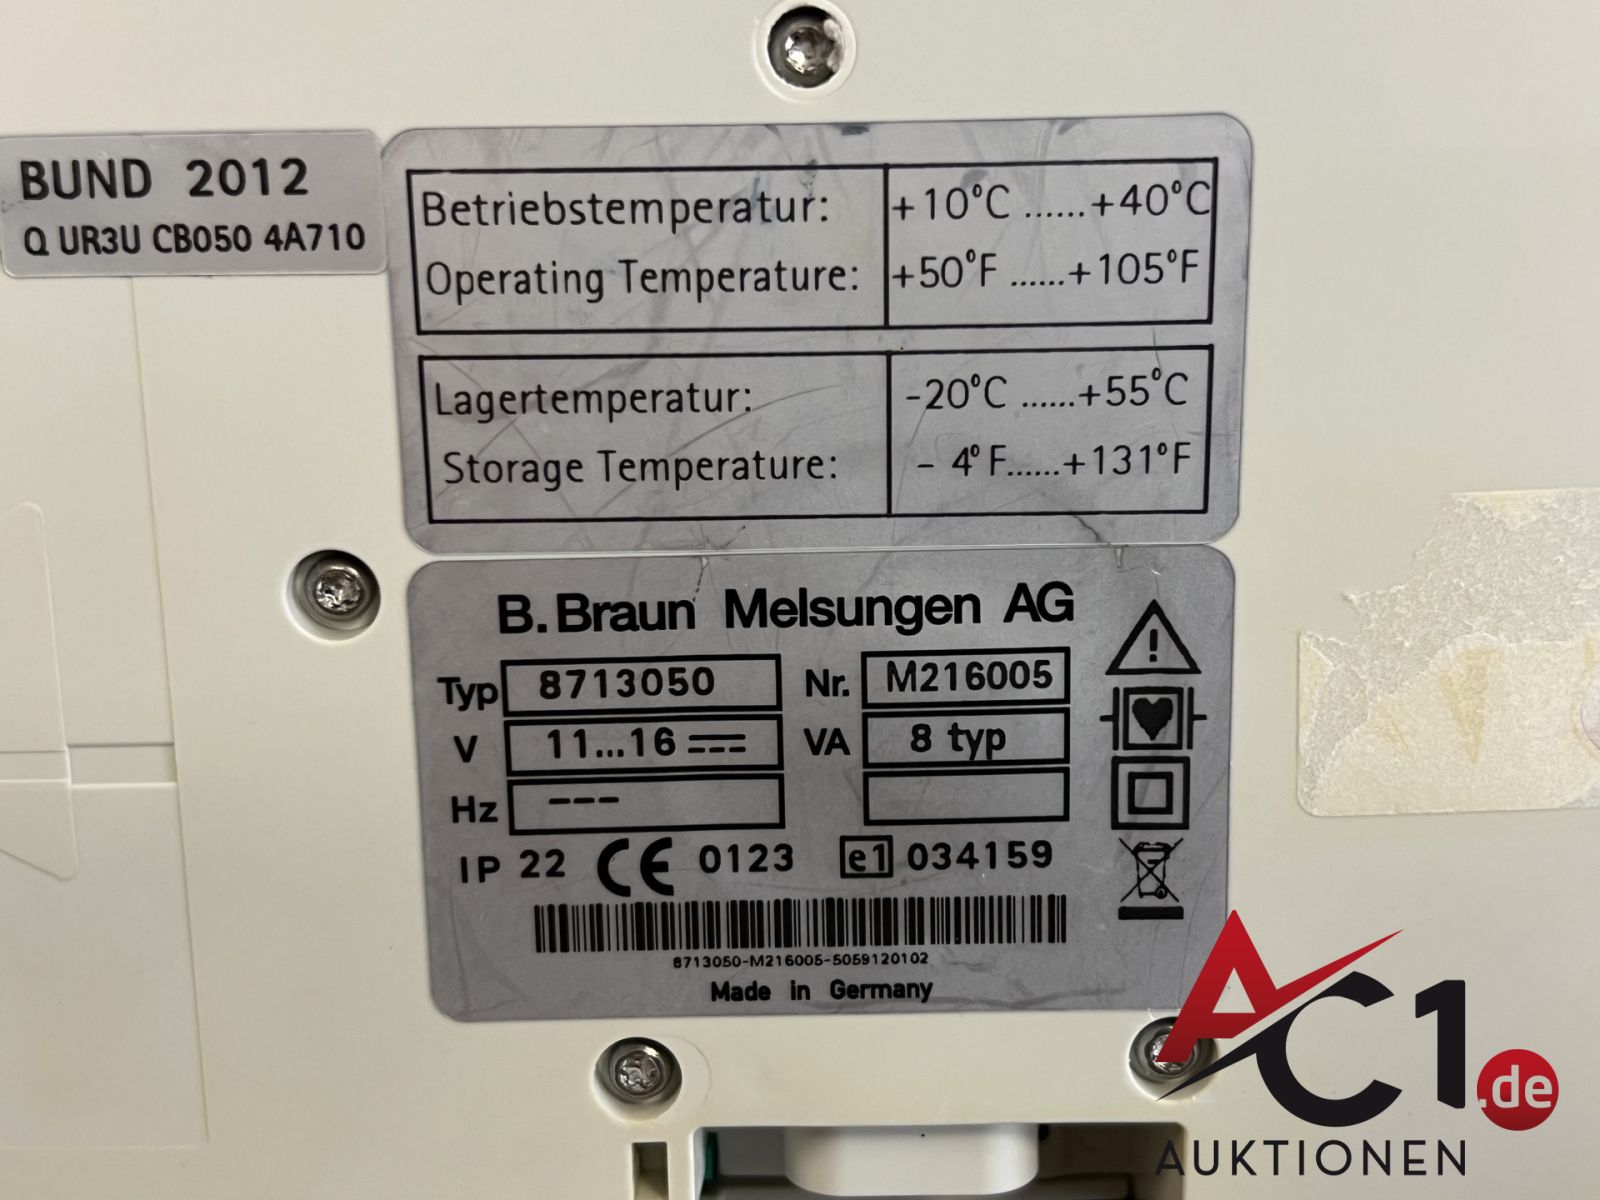 BUND 2012
Q UR3U CB050 4A710
Betriebstemperatur: +10°C ......+40°C
Operating Temperature: +50°F ......+105°F
Lagertemperatur: -20°C ......+55°C
Storage Temperature: - 4°F......+131°F
B. Braun Melsungen AG
Typ 8713050 Nr. M216005
V 11...16 VA 8 typ
Hz ---
IP 22 CE 0123 e1 034159
8713050-M216005-5059120102
Made in Germany
AC1.de
AUKTIONEN